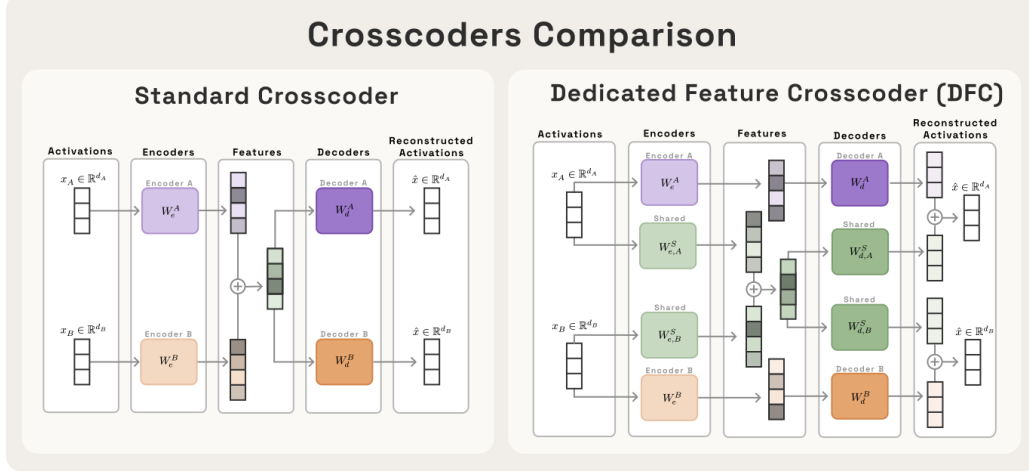 Crosscoders Comparison
Standard Crosscoder
Activations
Encoders
Features
Decoders
Reconstructed
Activations
x_A ∈ ℝ^{d_A}
Encoder A
W_e^A
Decoder A
W_d^A
x̂ ∈ ℝ^{d_A}
x_B ∈ ℝ^{d_B}
Encoder B
W_e^B
Decoder B
W_d^B
x̂ ∈ ℝ^{d_B}
Dedicated Feature Crosscoder (DFC)
Activations
Encoders
Features
Decoders
Reconstructed
Activations
x_A ∈ ℝ^{d_A}
Encoder A
W_e^A
Decoder A
W_d^A
x̂ ∈ ℝ^{d_A}
Shared
W_{e,A}^S
Shared
W_{d,A}^S
x_B ∈ ℝ^{d_B}
Shared
W_{e,B}^S
Shared
W_{d,B}^S
x̂ ∈ ℝ^{d_B}
Encoder B
W_e^B
Decoder B
W_d^B